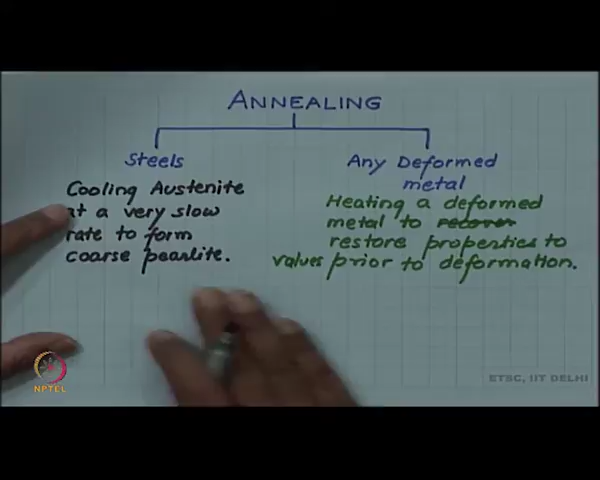 ANNEALING
Steels
Cooling Austenite
at a very slow
rate to form
coarse pearlite.
Any Deformed
metal
Heating a deformed
metal to recover
restore properties to
values prior to deformation.
NPTEL
ETSC, IIT DELHI